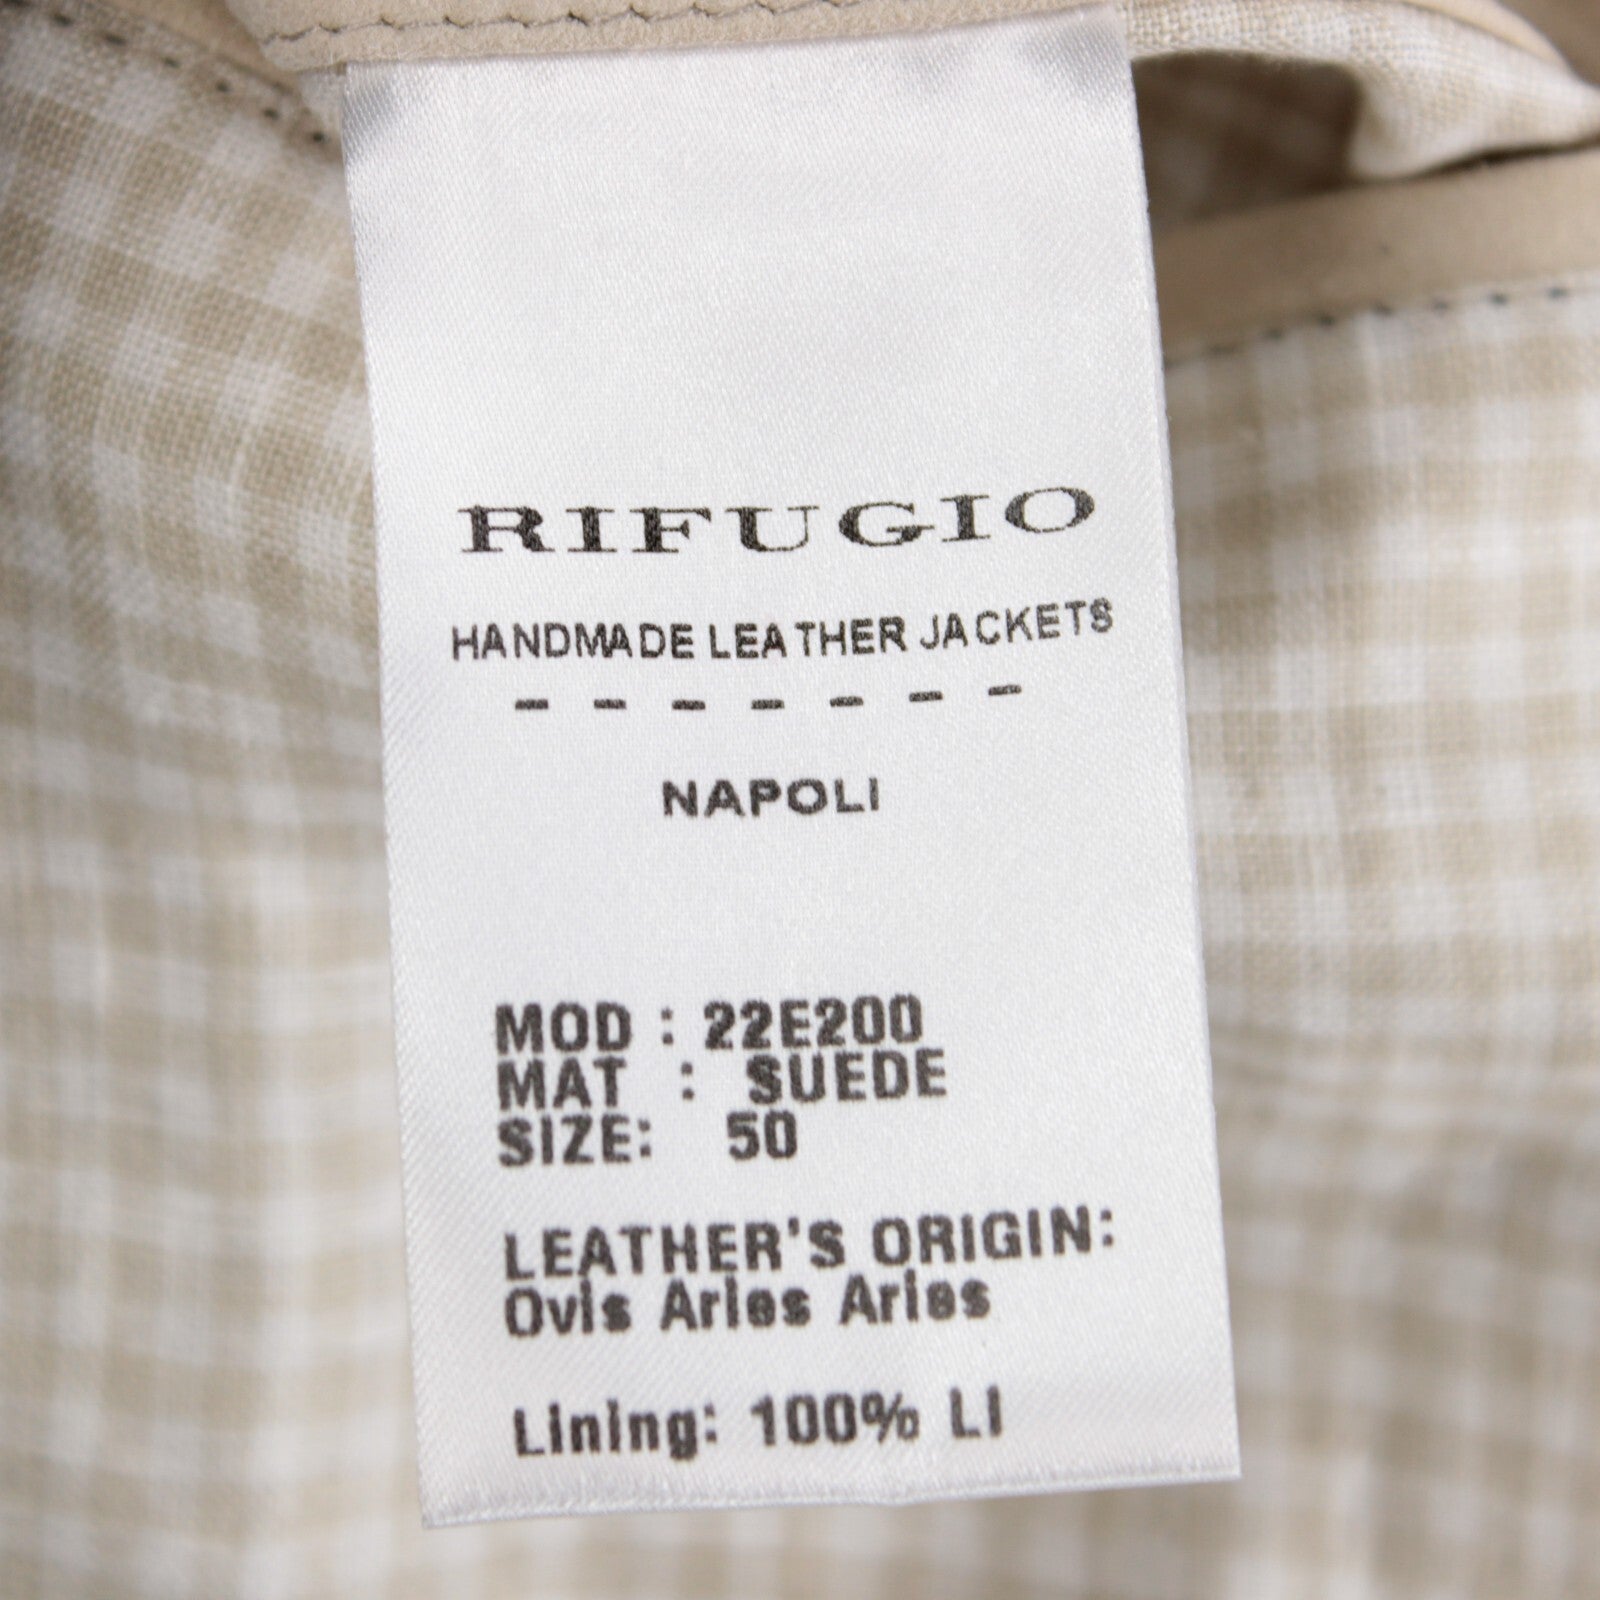 RIFUGIO
HANDMADE LEATHER JACKETS
- - - - - - -
NAPOLI
MOD : 22E200
MAT : SUEDE
SIZE: 50
LEATHER'S ORIGIN:
Ovis Aries Aries
Lining: 100% LI